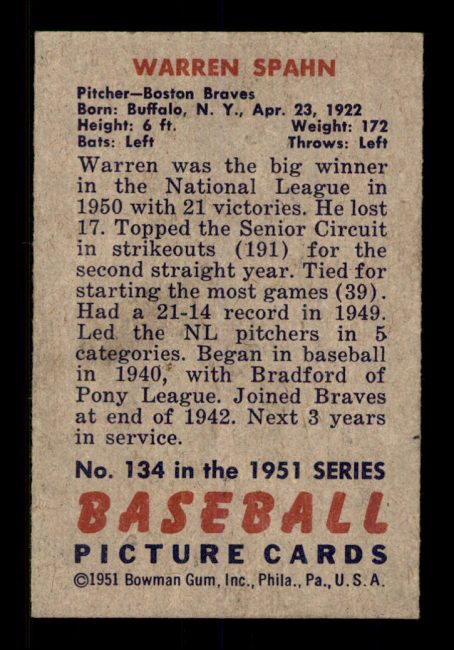 WARREN SPAHN
Pitcher—Boston Braves
Born: Buffalo, N. Y., Apr. 23, 1922
Height: 6 ft. Weight: 172
Bats: Left Throws: Left
Warren was the big winner
in the National League in
1950 with 21 victories. He lost
17. Topped the Senior Circuit
in strikeouts (191) for the
second straight year. Tied for
starting the most games (39).
Had a 21-14 record in 1949.
Led the NL pitchers in 5
categories. Began in baseball
in 1940, with Bradford of
Pony League. Joined Braves
at end of 1942. Next 3 years
in service.
No. 134 in the 1951 SERIES
BASEBALL
PICTURE CARDS
©1951 Bowman Gum, Inc., Phila., Pa., U. S. A.